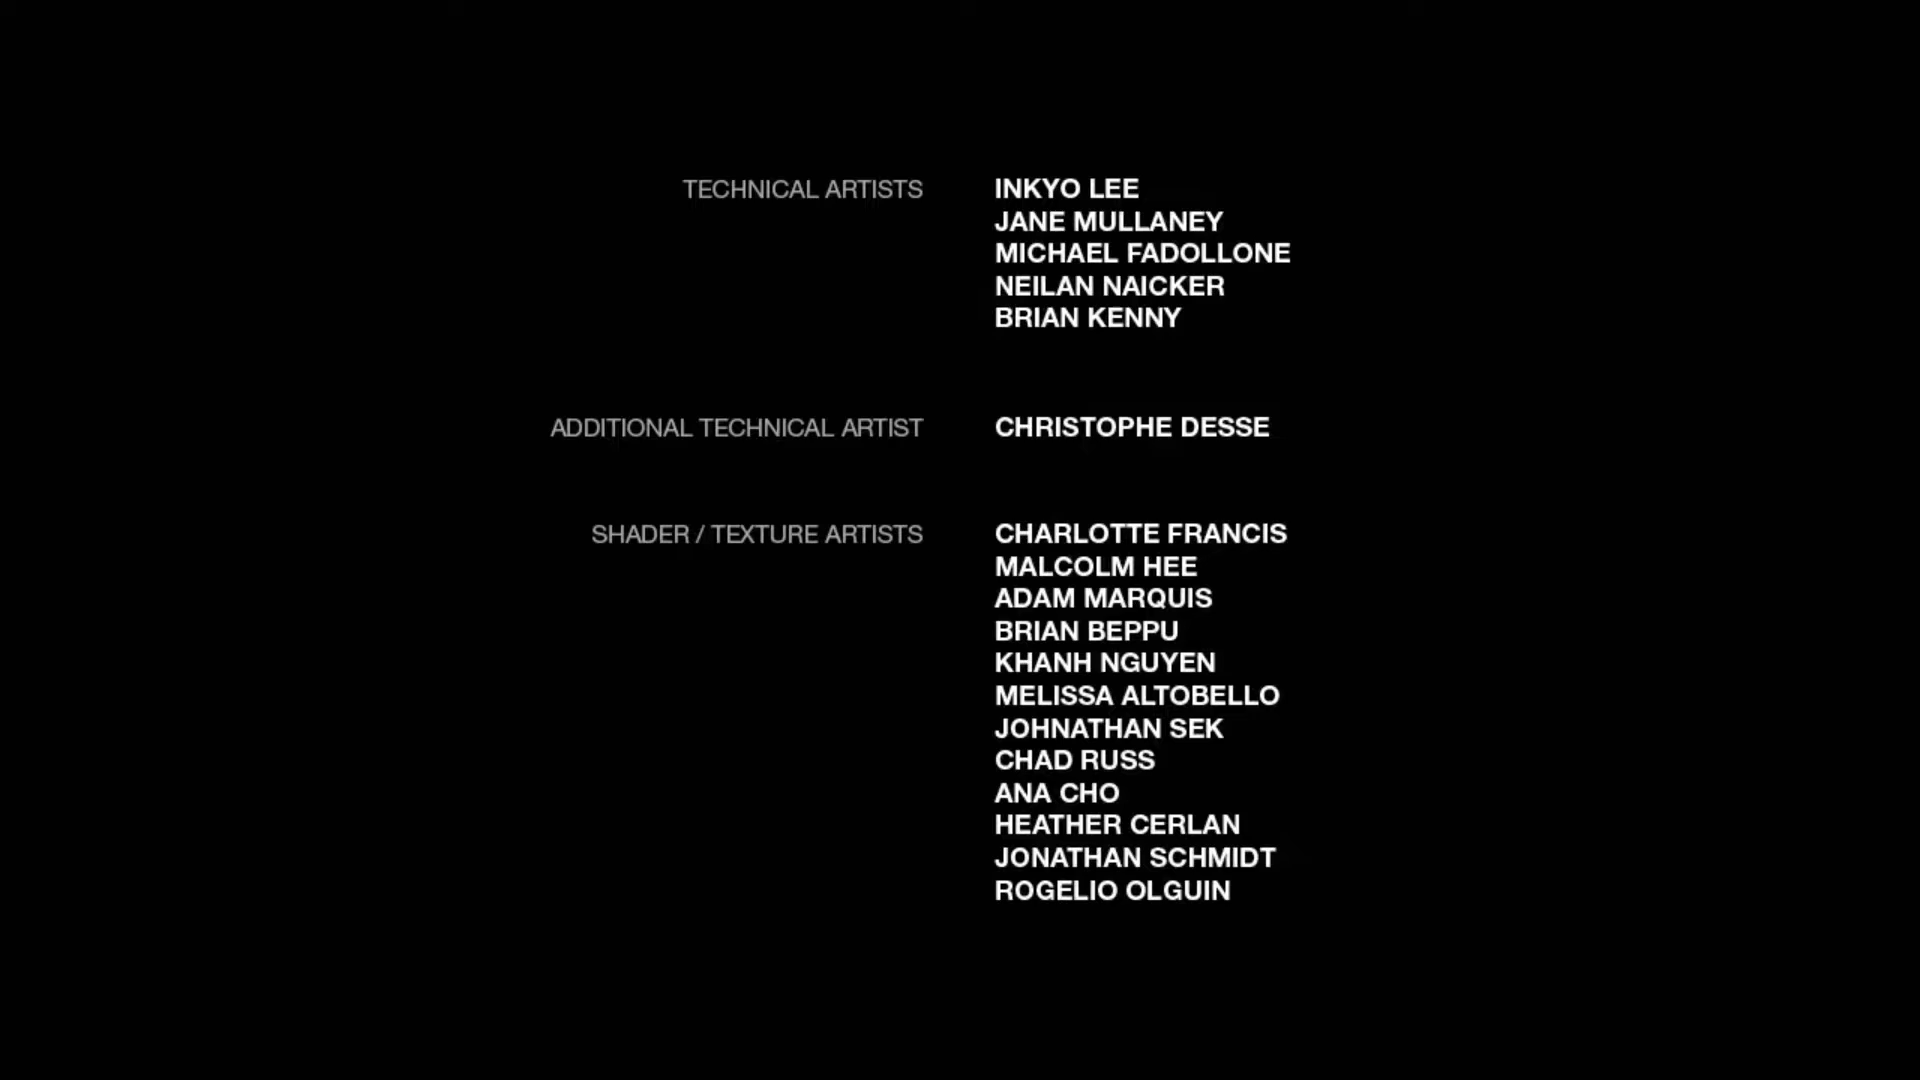 TECHNICAL ARTISTS INKYO LEE
JANE MULLANEY
MICHAEL FADOLLONE
NEILAN NAICKER
BRIAN KENNY
ADDITIONAL TECHNICAL ARTIST CHRISTOPHE DESSE
SHADER / TEXTURE ARTISTS CHARLOTTE FRANCIS
MALCOLM HEE
ADAM MARQUIS
BRIAN BEPPU
KHANH NGUYEN
MELISSA ALTOBELLO
JOHNATHAN SEK
CHAD RUSS
ANA CHO
HEATHER CERLAN
JONATHAN SCHMIDT
ROGELIO OLGUIN